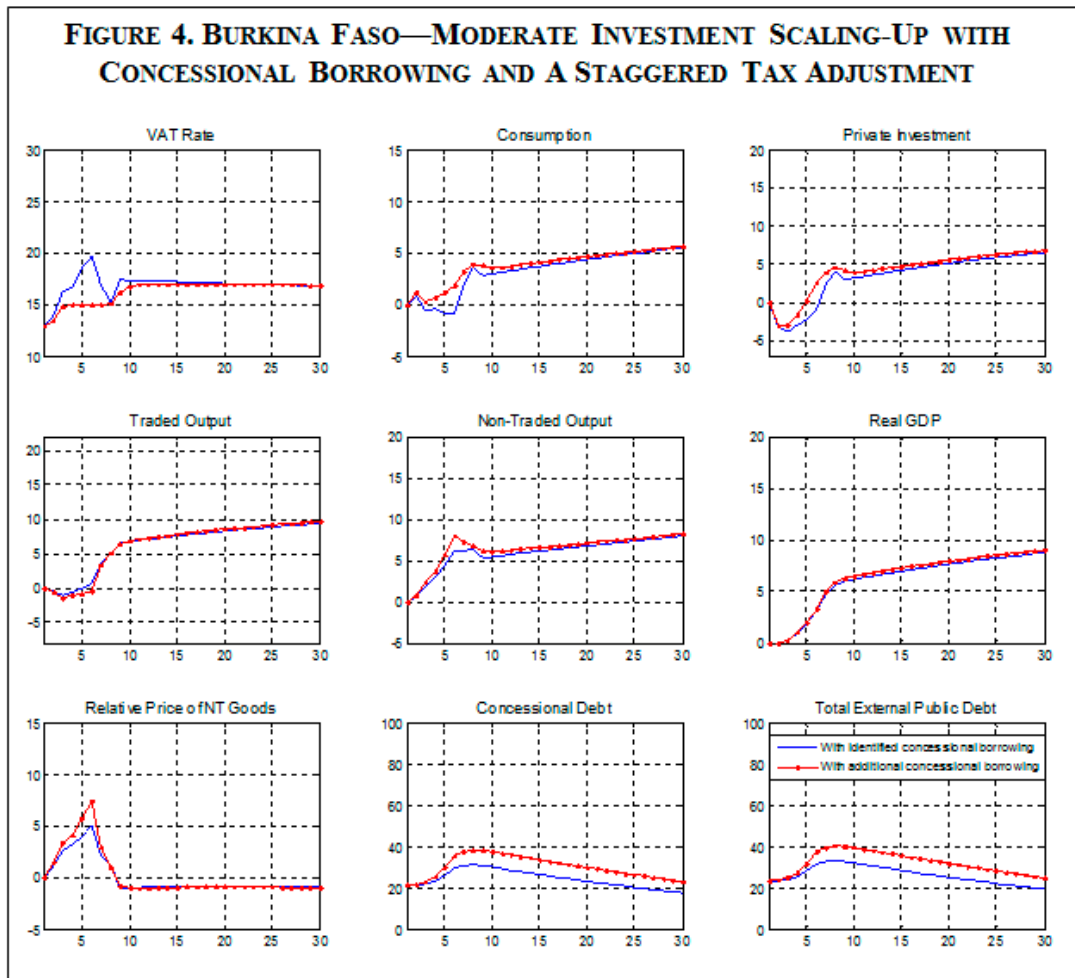 FIGURE 4. BURKINA FASO—MODERATE INVESTMENT SCALING-UP WITH
CONCESSIONAL BORROWING AND A STAGGERED TAX ADJUSTMENT
VAT Rate
30
25
20
15
10
5 10 15 20 25 30
Consumption
15
10
5
0
-5
5 10 15 20 25 30
Private Investment
20
15
10
5
0
-5
5 10 15 20 25 30
Traded Output
20
15
10
5
0
-5
5 10 15 20 25 30
Non-Traded Output
20
15
10
5
0
-5
5 10 15 20 25 30
Real GDP
20
15
10
5
0
5 10 15 20 25 30
Relative Price of NT Goods
15
10
5
0
-5
5 10 15 20 25 30
Concessional Debt
100
80
60
40
20
0
5 10 15 20 25 30
Total External Public Debt
100
80
60
40
20
0
With identified concessional borrowing
With additional concessional borrowing
5 10 15 20 25 30